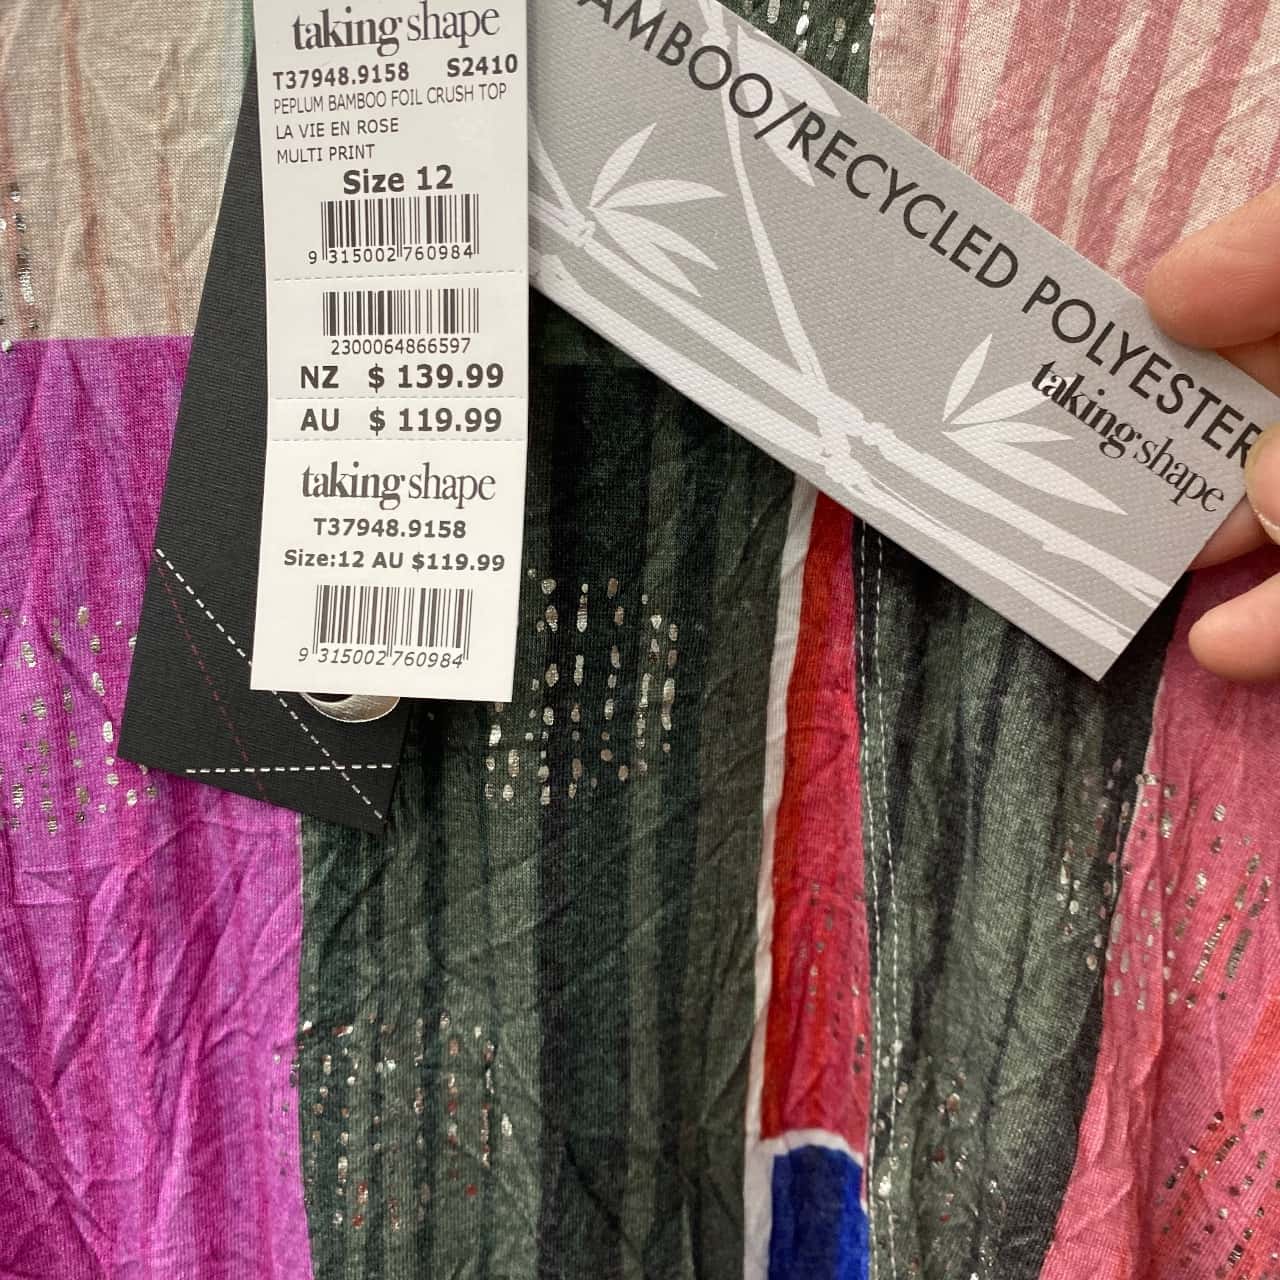 taking shape
T37948.9158 S2410
PEPLUM BAMBOO FOIL CRUSH TOP
LA VIE EN ROSE
MULTI PRINT
Size 12
9 315002 760984
2300064866597
NZ $ 139.99
AU $ 119.99
taking shape
T37948.9158
Size:12 AU $119.99
9 315002 760984
AMBOO/RECYCLED POLYESTER
taking shape